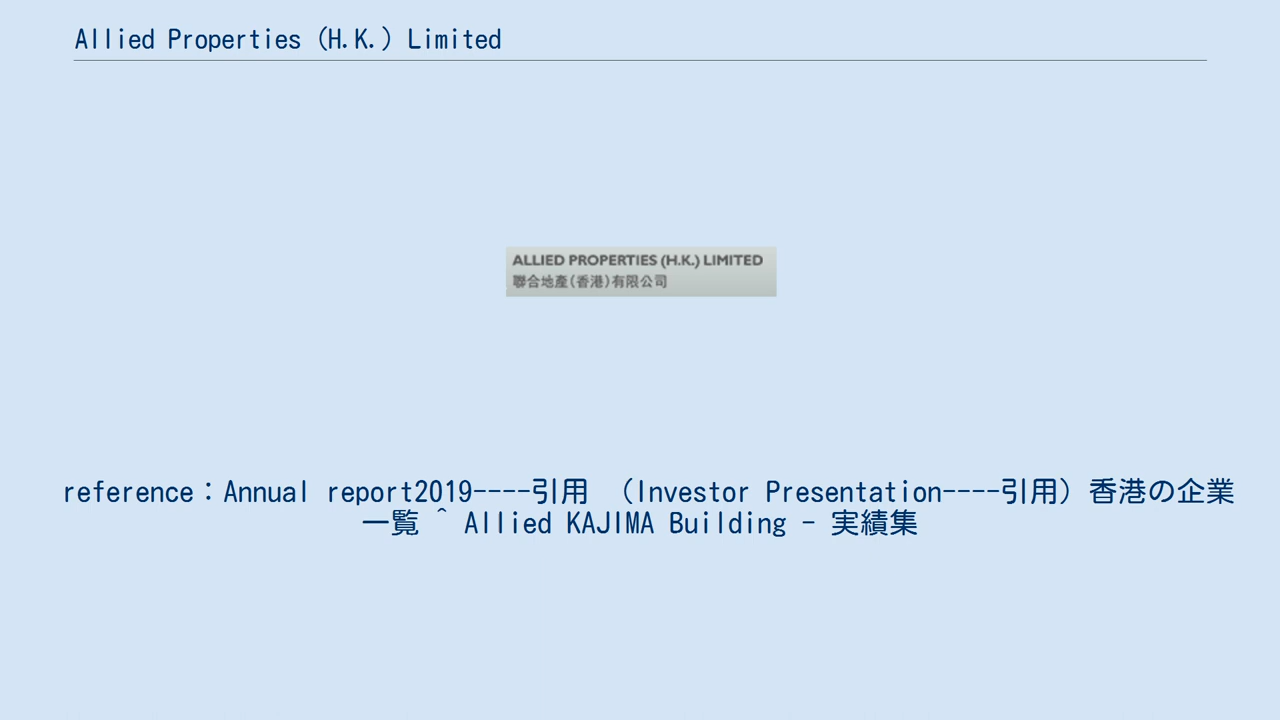 Allied Properties (H.K.) Limited
ALLIED PROPERTIES (H.K.) LIMITED
聯合地產(香港)有限公司
reference：Annual report2019----引用 （Investor Presentation----引用）香港の企業
一覧 ^ Allied KAJIMA Building - 実績集